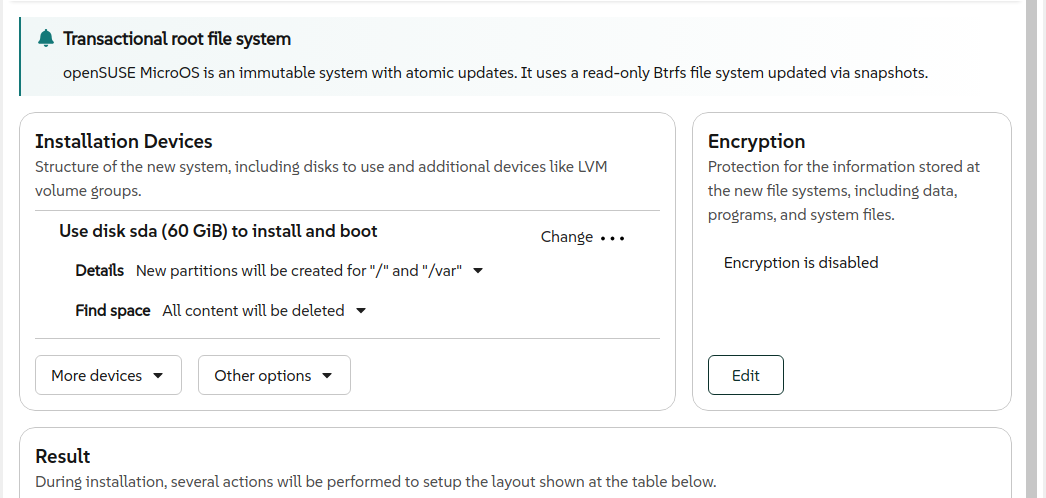 Transactional root file system
openSUSE MicroOS is an immutable system with atomic updates. It uses a read-only Btrfs file system updated via snapshots.
Installation Devices
Structure of the new system, including disks to use and additional devices like LVM
volume groups.
Use disk sda (60 GiB) to install and boot
Change
Details New partitions will be created for "/" and "/var"
Find space All content will be deleted
More devices
Other options
Encryption
Protection for the information stored at
the new file systems, including data,
programs, and system files.
Encryption is disabled
Edit
Result
During installation, several actions will be performed to setup the layout shown at the table below.